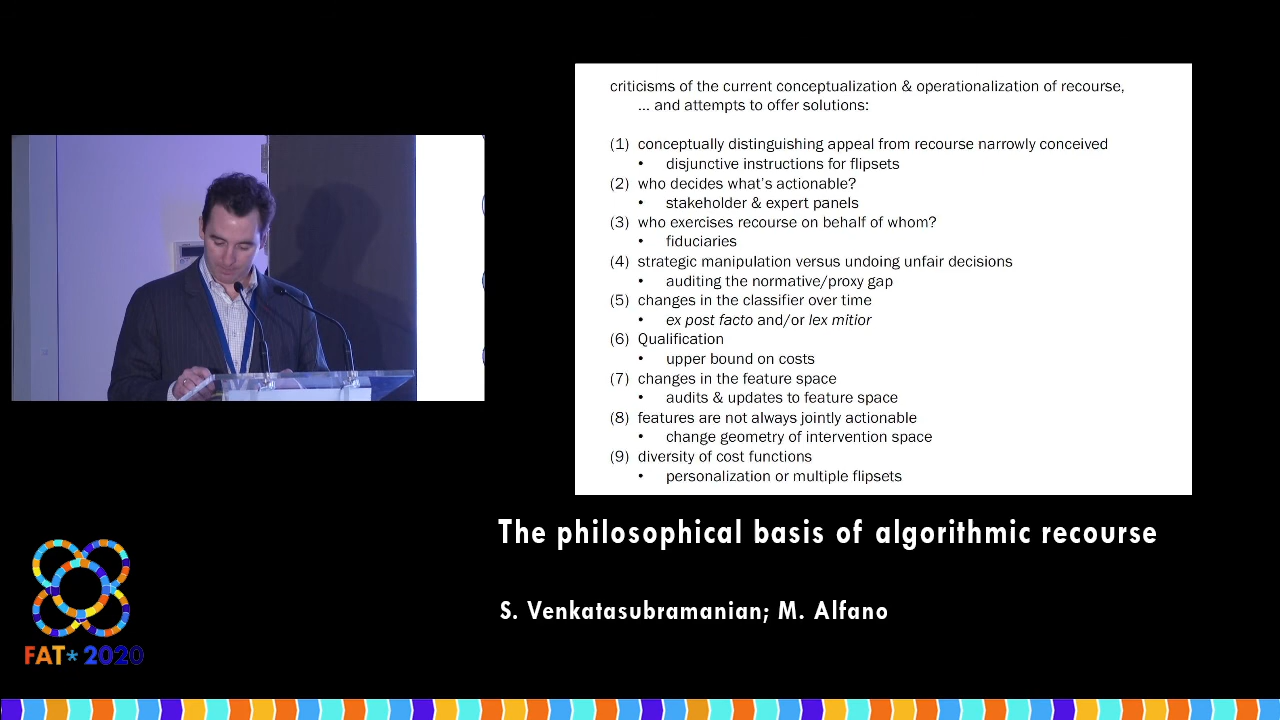 criticisms of the current conceptualization & operationalization of recourse,
... and attempts to offer solutions:
(1) conceptually distinguishing appeal from recourse narrowly conceived
• disjunctive instructions for flipsets
(2) who decides what's actionable?
• stakeholder & expert panels
(3) who exercises recourse on behalf of whom?
• fiduciaries
(4) strategic manipulation versus undoing unfair decisions
• auditing the normative/proxy gap
(5) changes in the classifier over time
• ex post facto and/or lex mitior
(6) Qualification
• upper bound on costs
(7) changes in the feature space
• audits & updates to feature space
(8) features are not always jointly actionable
• change geometry of intervention space
(9) diversity of cost functions
• personalization or multiple flipsets
The philosophical basis of algorithmic recourse
S. Venkatasubramanian; M. Alfano
FAT* 2020